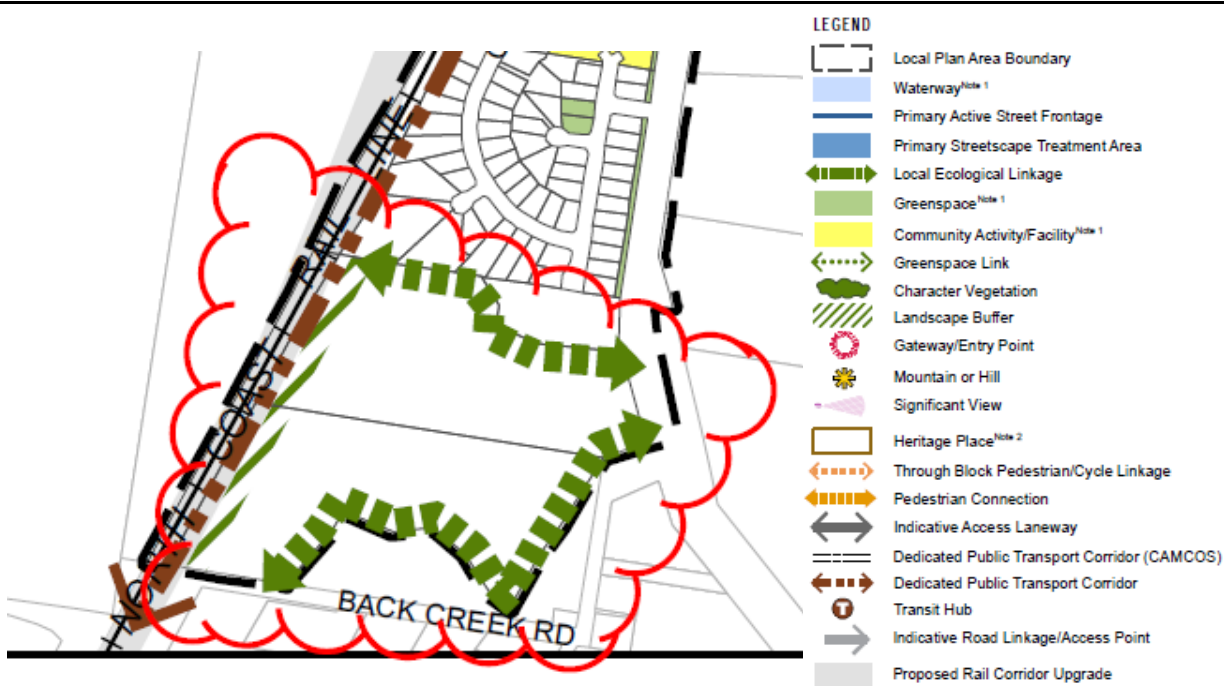 NORTH COAST RAIL LINE
BACK CREEK RD
LEGEND
Local Plan Area Boundary
Waterway Note 1
Primary Active Street Frontage
Primary Streetscape Treatment Area
Local Ecological Linkage
Greenspace Note 1
Community Activity/Facility Note 1
Greenspace Link
Character Vegetation
Landscape Buffer
Gateway/Entry Point
Mountain or Hill
Significant View
Heritage Place Note 2
Through Block Pedestrian/Cycle Linkage
Pedestrian Connection
Indicative Access Laneway
Dedicated Public Transport Corridor (CAMCOS)
Dedicated Public Transport Corridor
T
Transit Hub
Indicative Road Linkage/Access Point
Proposed Rail Corridor Upgrade